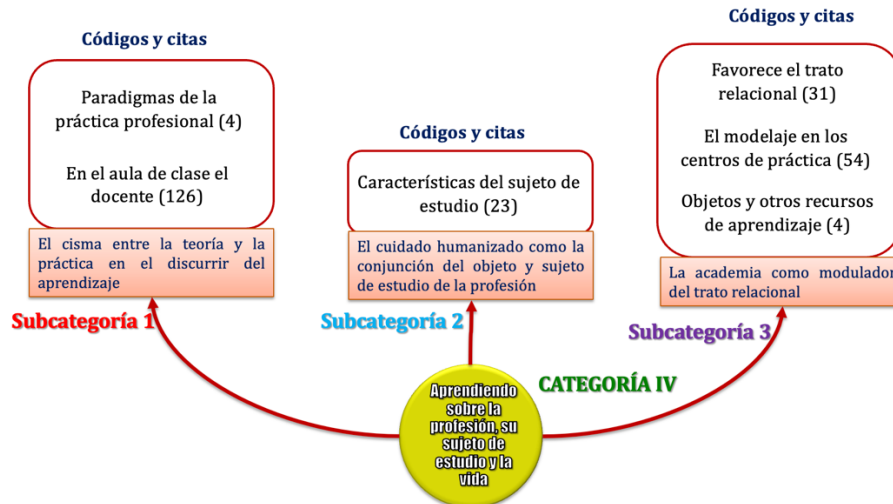 Códigos y citas
Paradigmas de la
práctica profesional (4)
En el aula de clase el
docente (126)
El cisma entre la teoría y la
práctica en el discurrir del
aprendizaje
Subcategoría 1
Códigos y citas
Características del sujeto de
estudio (23)
El cuidado humanizado como la
conjunción del objeto y sujeto
de estudio de la profesión
Subcategoría 2
Códigos y citas
Favorece el trato
relacional (31)
El modelaje en los
centros de práctica (54)
Objetos y otros recursos
de aprendizaje (4)
La academia como modulador
del trato relacional
Subcategoría 3
CATEGORÍA IV
Aprendiendo
sobre la
profesión, su
sujeto de
estudio y la
vida